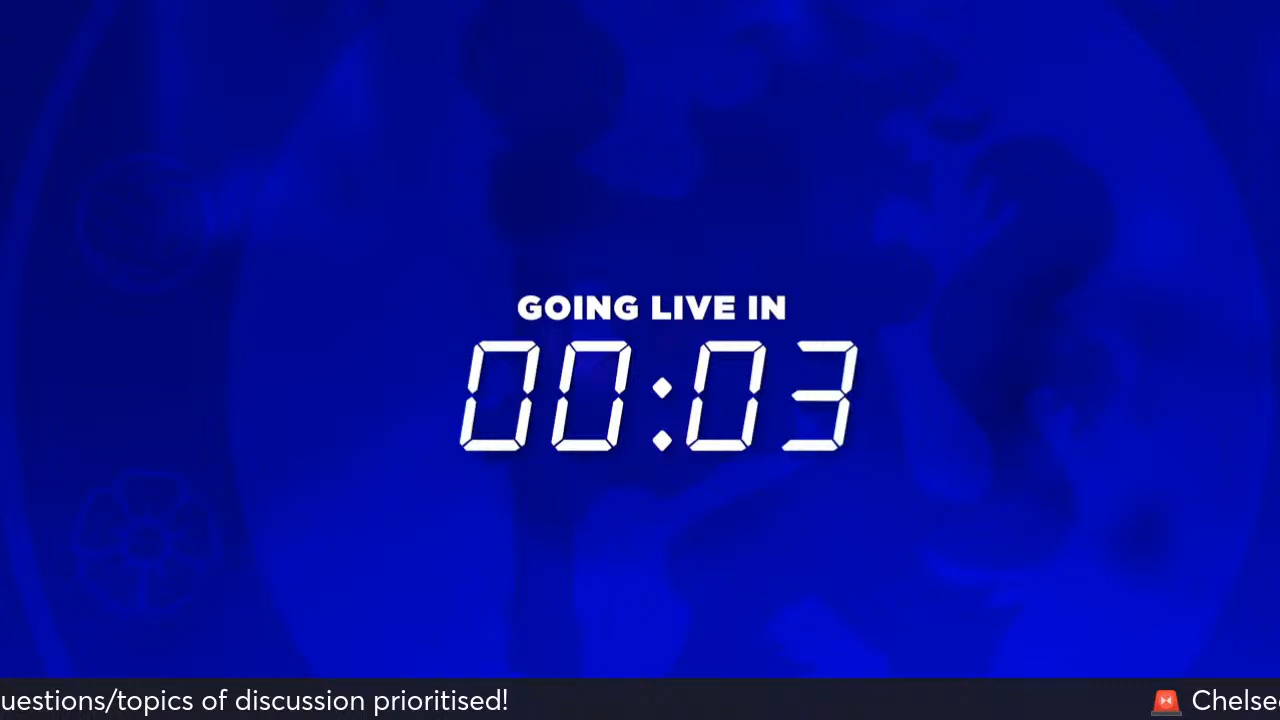 GOING LIVE IN
00:03
uestions/topics of discussion prioritised! 🚨 Chelse